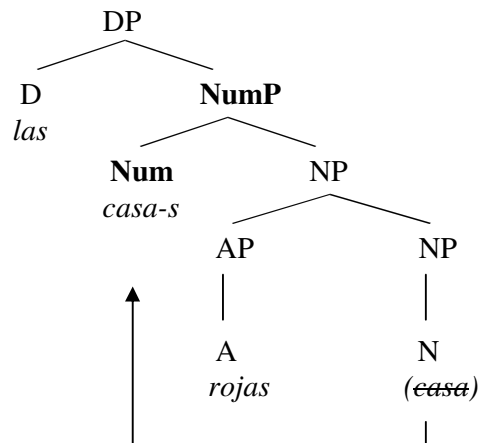 DP
D NumP
las
Num NP
casa-s
AP NP
A N
rojas (casa)